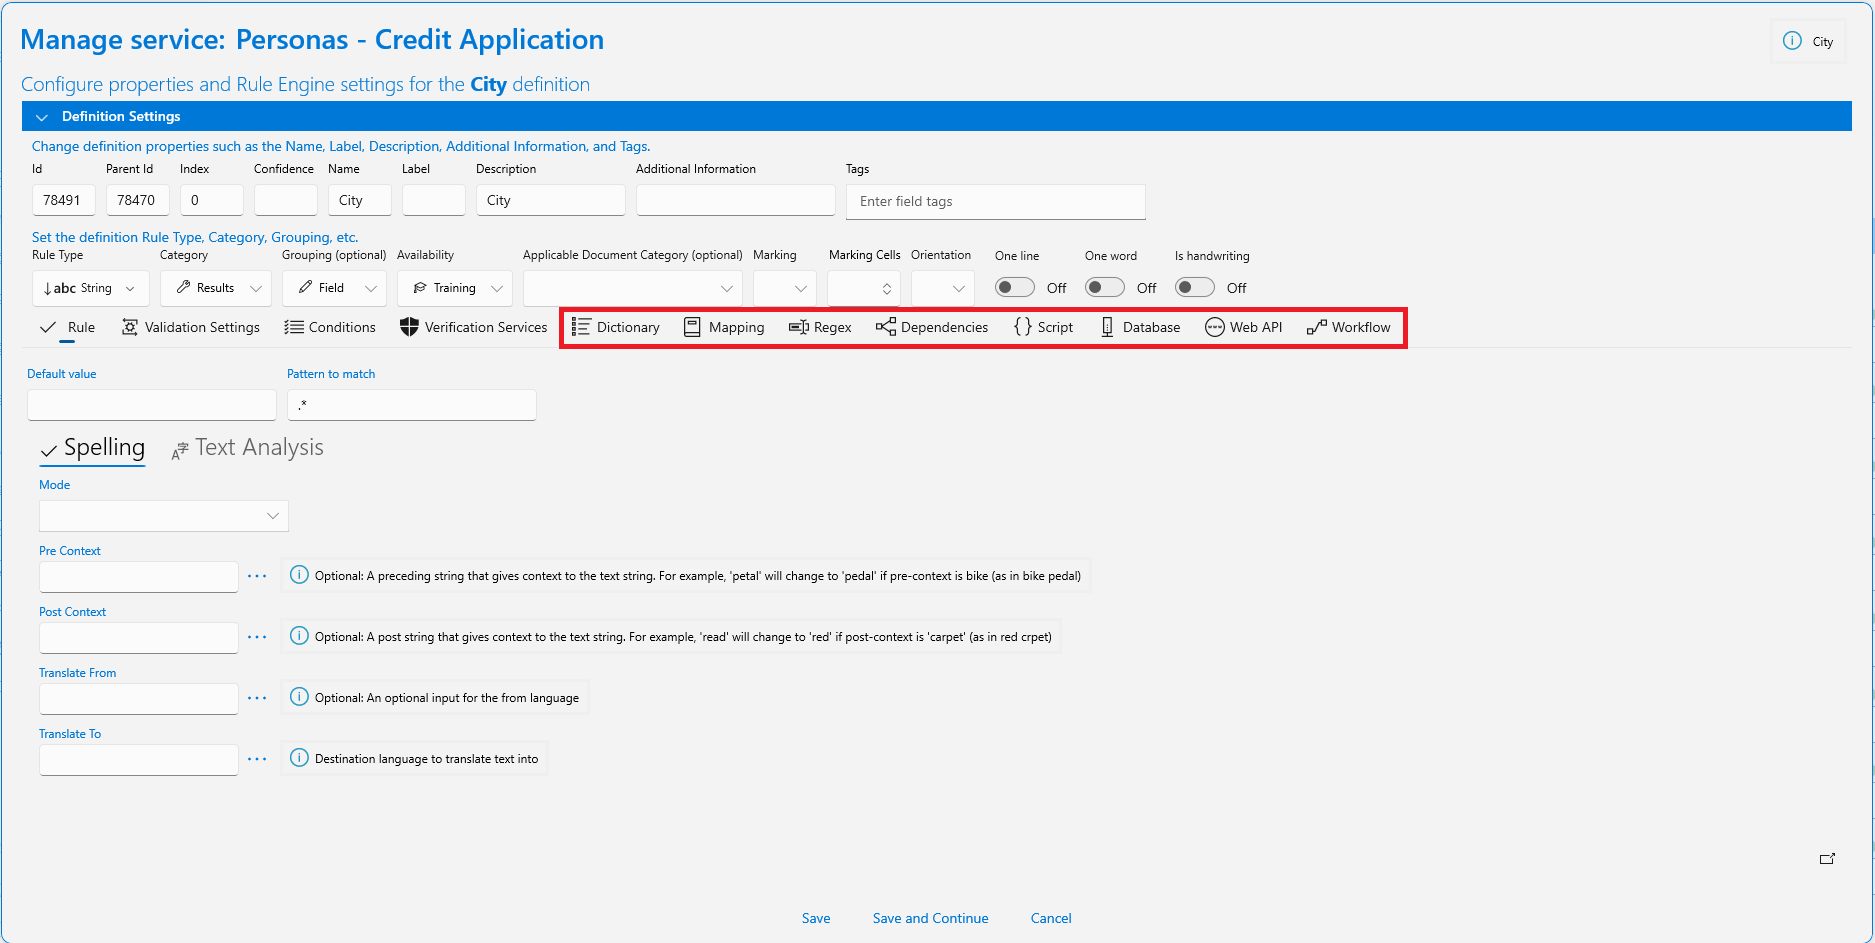 Manage service: Personas - Credit Application
City
Configure properties and Rule Engine settings for the City definition
Definition Settings
Change definition properties such as the Name, Label, Description, Additional Information, and Tags.
Id Parent Id Index Confidence Name Label Description Additional Information Tags
78491 78470 0 City City Enter field tags
Set the definition Rule Type, Category, Grouping, etc.
Rule Type Category Grouping (optional) Availability Applicable Document Category (optional) Marking Marking Cells Orientation One line One word Is handwriting
abc String Results Field Training Off Off Off
Rule Validation Settings Conditions Verification Services Dictionary Mapping Regex Dependencies {} Script Database Web API Workflow
Default value Pattern to match
.*
Spelling Text Analysis
Mode
Pre Context
Optional: A preceding string that gives context to the text string. For example, 'petal' will change to 'pedal' if pre-context is bike (as in bike pedal)
Post Context
Optional: A post string that gives context to the text string. For example, 'read' will change to 'red' if post-context is 'carpet' (as in red crpet)
Translate From
Optional: An optional input for the from language
Translate To
Destination language to translate text into
Save Save and Continue Cancel